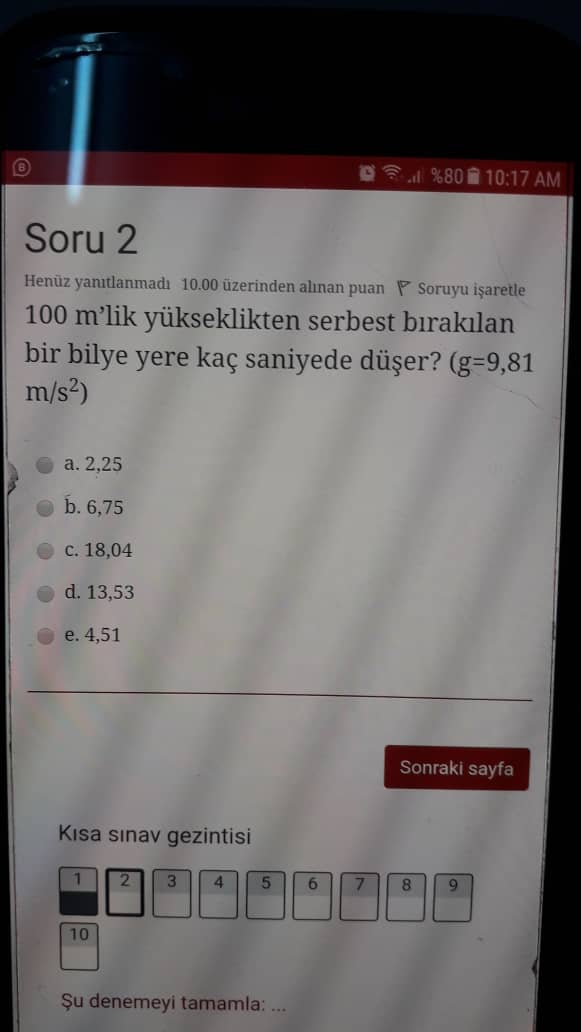 B
%80 10:17 AM
Soru 2
Henüz yanıtlanmadı 10.00 üzerinden alınan puan Soruyu işaretle
100 m’lik yükseklikten serbest bırakılan
bir bilye yere kaç saniyede düşer? (g=9,81
m/s²)
a. 2,25
b. 6,75
c. 18,04
d. 13,53
e. 4,51
Sonraki sayfa
Kısa sınav gezintisi
1 2 3 4 5 6 7 8 9
10
Şu denemeyi tamamla: ...